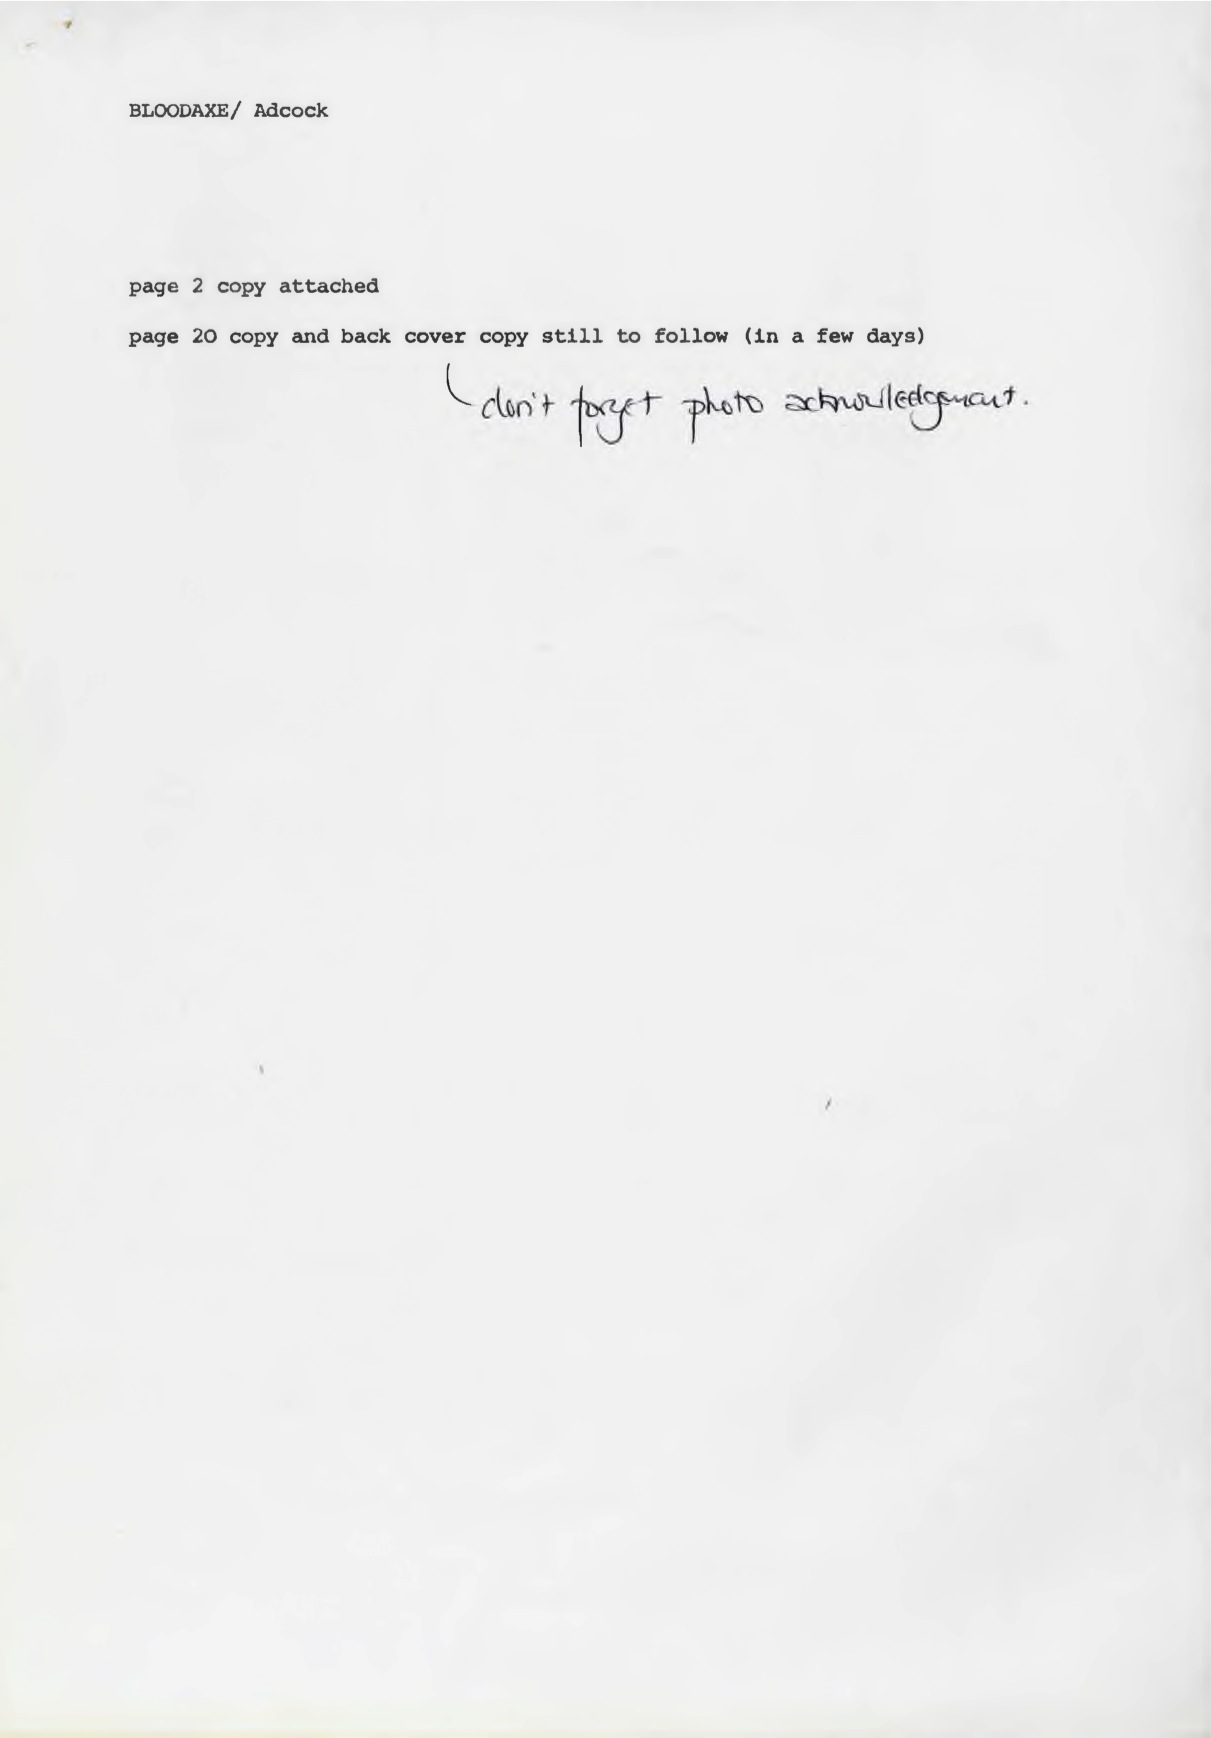 BLOODAXE/ Adcock
page 2 copy attached
page 20 copy and back cover copy still to follow (in a few days)
don't forget photo acknowledgement.